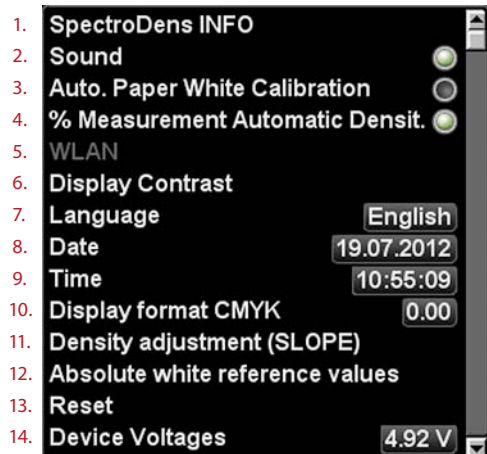 1. SpectroDens INFO
2. Sound
3. Auto. Paper White Calibration
4. % Measurement Automatic Densit.
5. WLAN
6. Display Contrast
7. Language English
8. Date 19.07.2012
9. Time 10:55:09
10. Display format CMYK 0.00
11. Density adjustment (SLOPE)
12. Absolute white reference values
13. Reset
14. Device Voltages 4.92 V